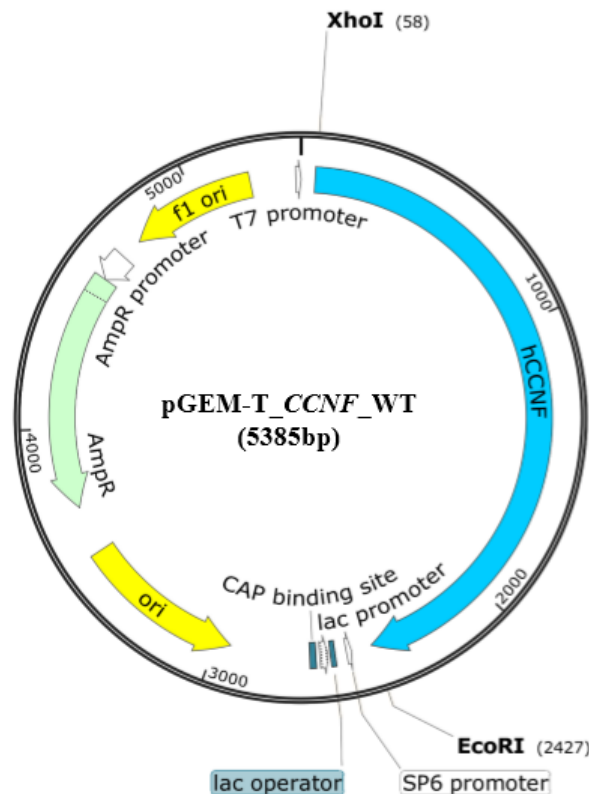 XhoI (58)
5000
f1 ori
T7 promoter
AmpR promoter
1000
hCCNF
pGEM-T_CCNF_WT
(5385bp)
4000
AmpR
CAP binding site
lac promoter
2000
ori
3000
EcoRI (2427)
lac operator
SP6 promoter